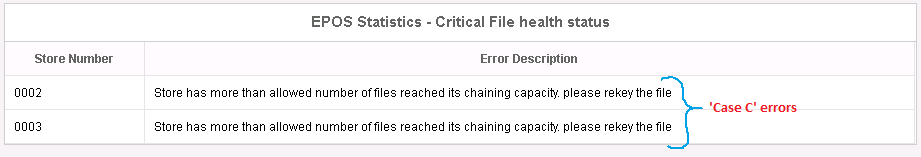 EPOS Statistics - Critical File health status
Store Number Error Description
0002 Store has more than allowed number of files reached its chaining capacity. please rekey the file
'Case C' errors
0003 Store has more than allowed number of files reached its chaining capacity. please rekey the file